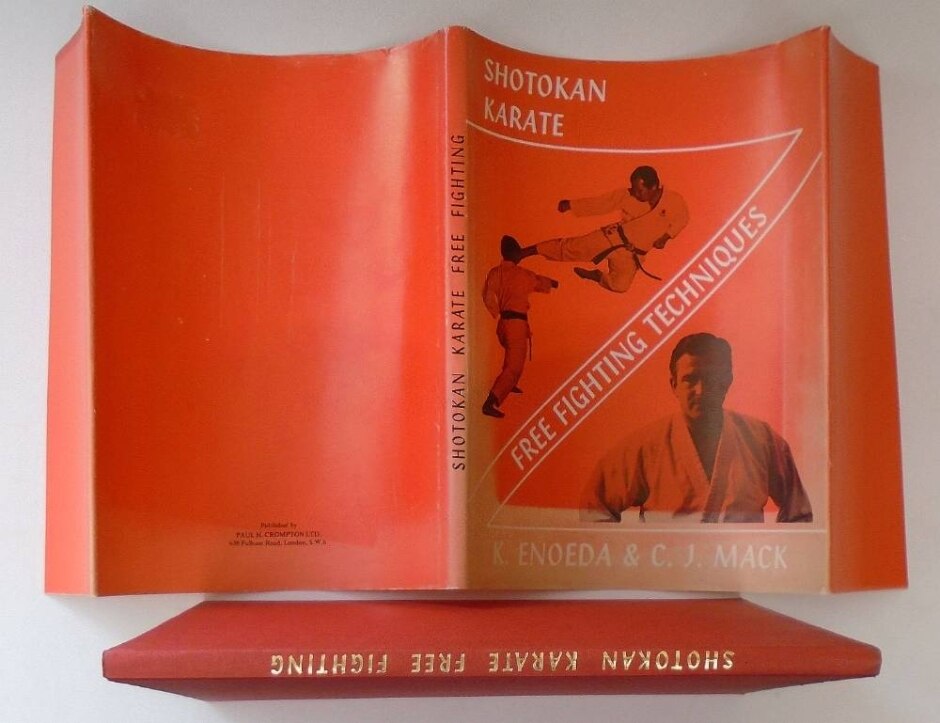 SHOTOKAN
KARATE
FREE FIGHTING TECHNIQUES
K. ENOEDA & C. J. MACK
SHOTOKAN KARATE FREE FIGHTING
Published by
PAUL H. CROMPTON LTD.
638 Fulham Road, London, S.W.6
SHOTOKAN KARATE FREE FIGHTING